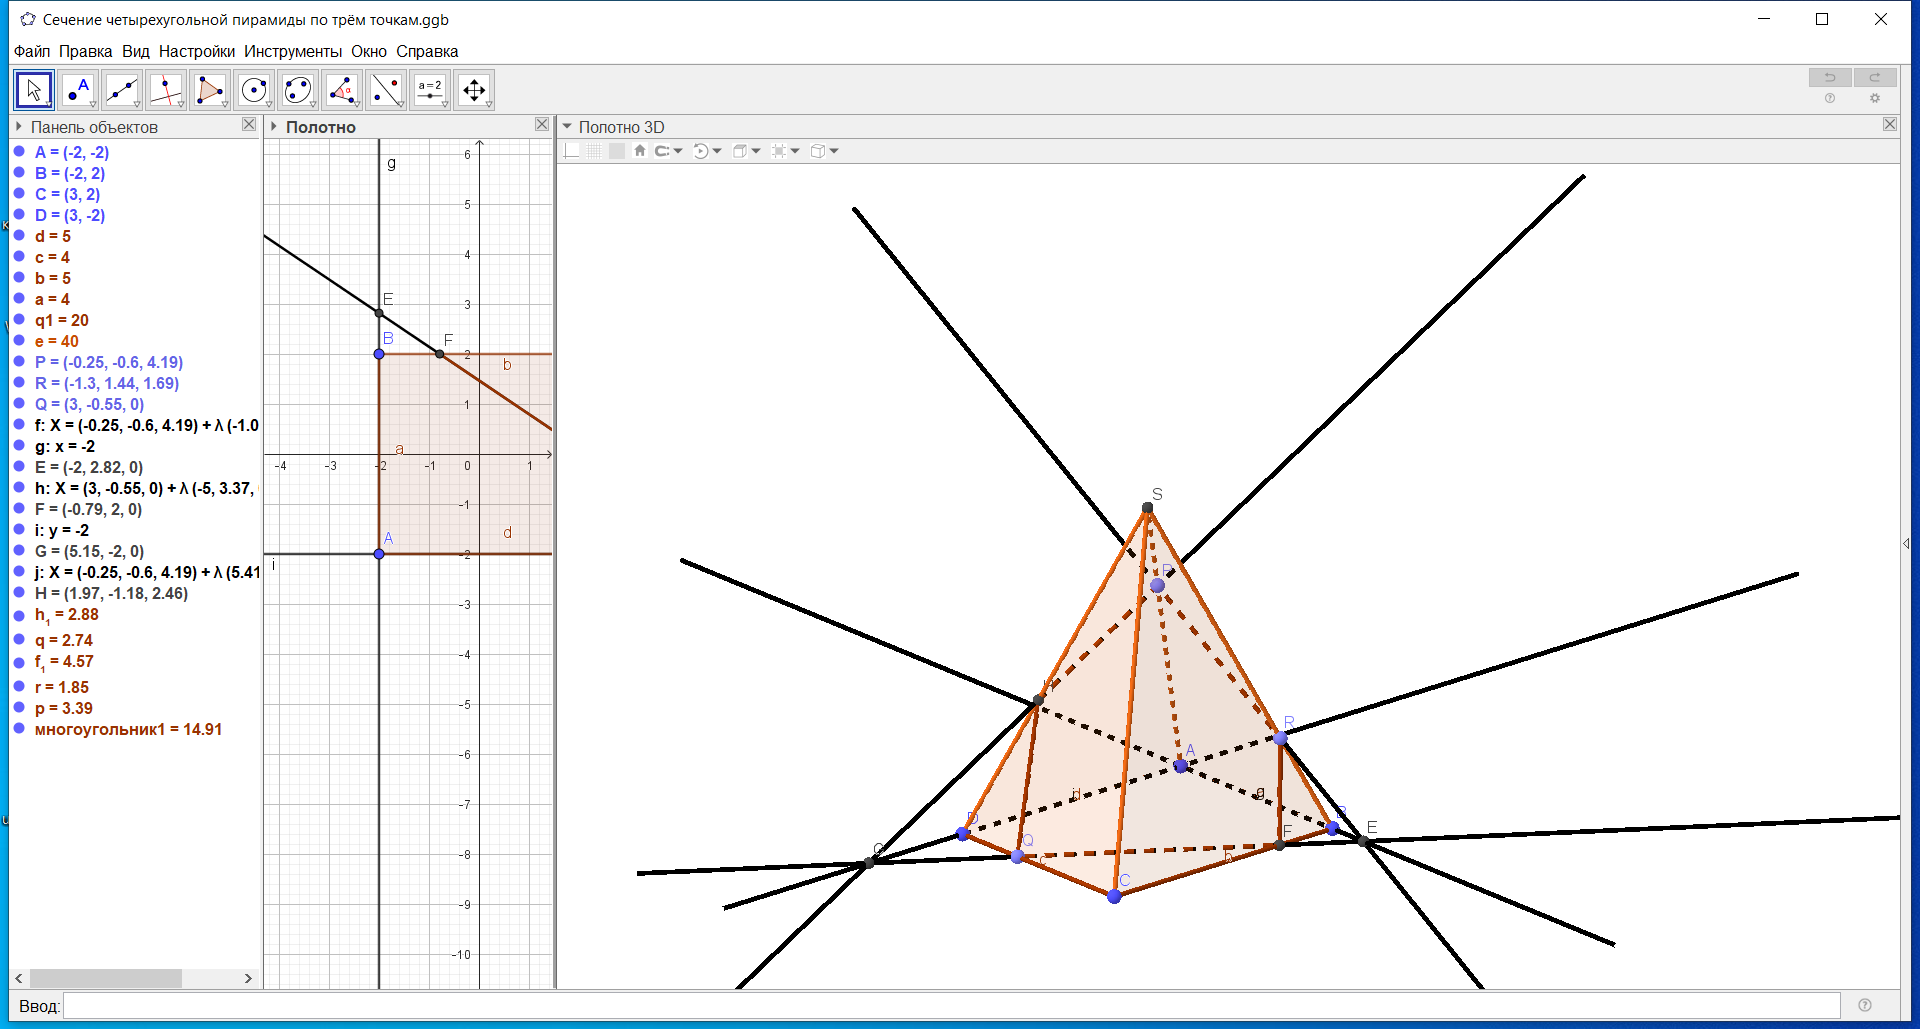 Сечение четырехугольной пирамиды по трём точкам.ggb
Файл Правка Вид Настройки Инструменты Окно Справка
A
α
a = 2
Панель объектов
Полотно
Полотно 3D
A = (-2, -2)
B = (-2, 2)
C = (3, 2)
D = (3, -2)
d = 5
c = 4
b = 5
a = 4
q1 = 20
e = 40
P = (-0.25, -0.6, 4.19)
R = (-1.3, 1.44, 1.69)
Q = (3, -0.55, 0)
f: X = (-0.25, -0.6, 4.19) + λ (-1.0
g: x = -2
E = (-2, 2.82, 0)
h: X = (3, -0.55, 0) + λ (-5, 3.37,
F = (-0.79, 2, 0)
i: y = -2
G = (5.15, -2, 0)
j: X = (-0.25, -0.6, 4.19) + λ (5.41
H = (1.97, -1.18, 2.46)
h1 = 2.88
q = 2.74
f1 = 4.57
r = 1.85
p = 3.39
многоугольник1 = 14.91
6
g
5
4
3
E
B
F
2
b
1
a
-4 -3 -2 -1 0 1
-1
A
d
-2
i
-3
-4
-5
-6
-7
-8
-9
-10
S
P
H
R
A
d
g
D
B
E
F
Q
G
c
b
C
Ввод: